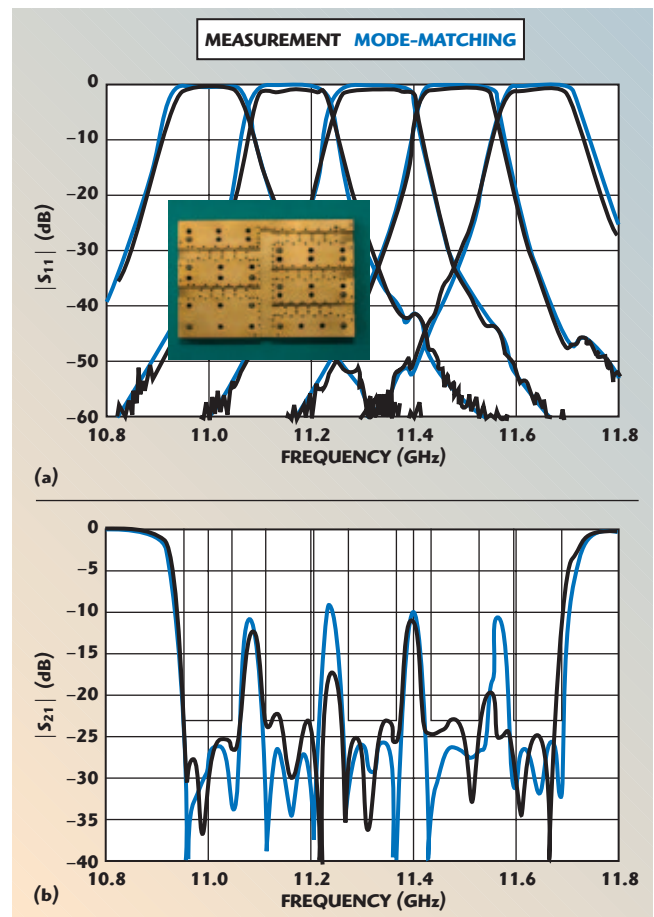 MEASUREMENT MODE-MATCHING
0
–10
–20
–30
–40
–50
–60
|S11| (dB)
10.8 11.0 11.2 11.4 11.6 11.8
FREQUENCY (GHz)
(a)
0
–5
–10
–15
–20
–25
–30
–35
–40
|S21| (dB)
10.8 11.0 11.2 11.4 11.6 11.8
FREQUENCY (GHz)
(b)